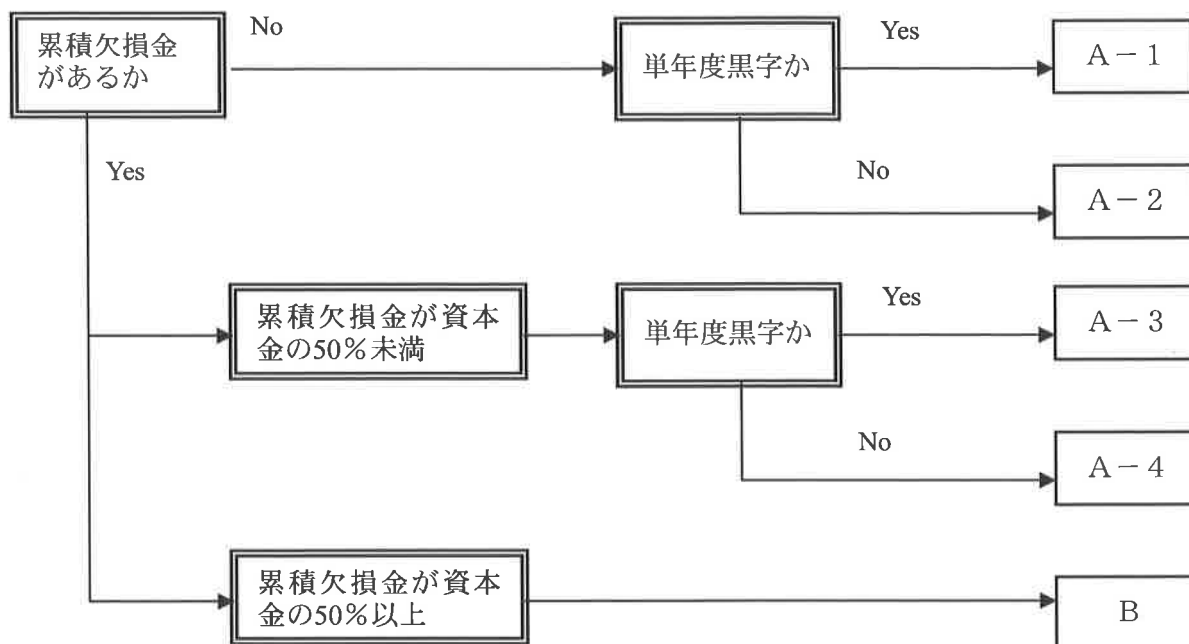 累積欠損金
があるか
No
単年度黒字か
Yes
A－1
Yes
No
A－2
累積欠損金が資本
金の50％未満
単年度黒字か
Yes
A－3
No
A－4
累積欠損金が資本
金の50％以上
B